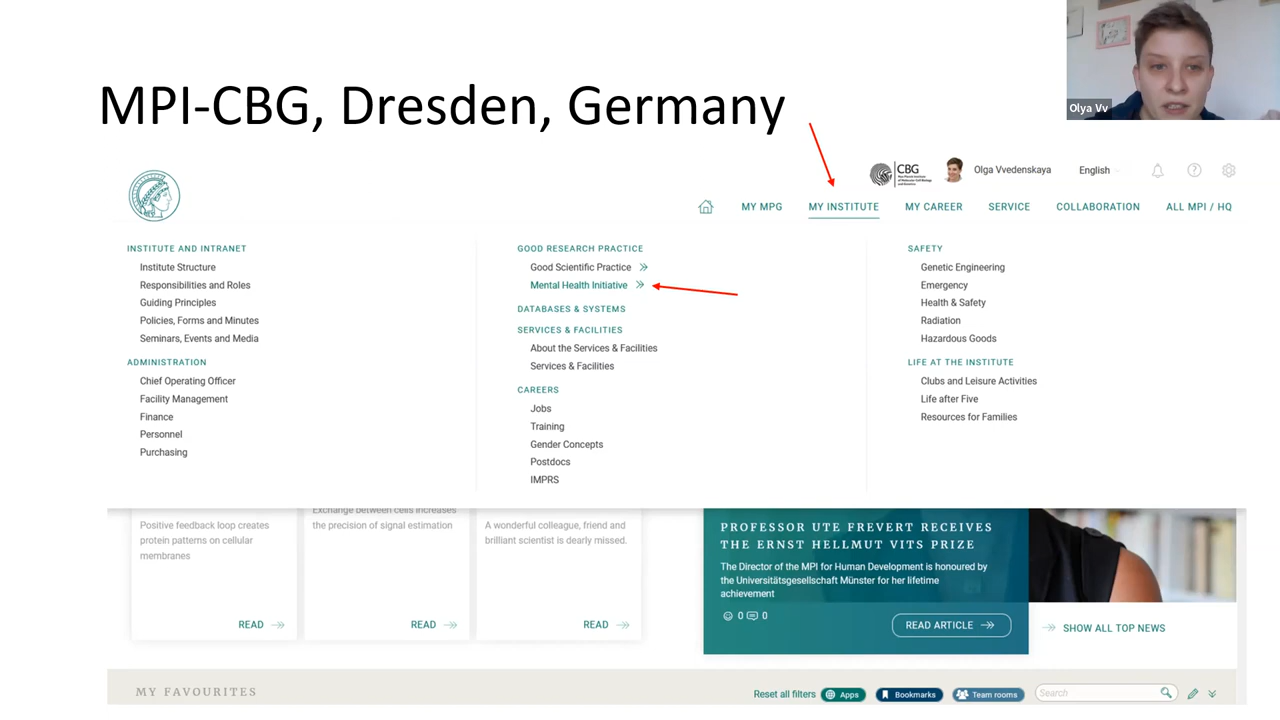 MPI-CBG, Dresden, Germany
Olya Vv
CBG
Olga Vvedenskaya
English
MY MPG
MY INSTITUTE
MY CAREER
SERVICE
COLLABORATION
ALL MPI / HQ
INSTITUTE AND INTRANET
Institute Structure
Responsibilities and Roles
Guiding Principles
Policies, Forms and Minutes
Seminars, Events and Media
ADMINISTRATION
Chief Operating Officer
Facility Management
Finance
Personnel
Purchasing
GOOD RESEARCH PRACTICE
Good Scientific Practice
Mental Health Initiative
DATABASES & SYSTEMS
SERVICES & FACILITIES
About the Services & Facilities
Services & Facilities
CAREERS
Jobs
Training
Gender Concepts
Postdocs
IMPRS
SAFETY
Genetic Engineering
Emergency
Health & Safety
Radiation
Hazardous Goods
LIFE AT THE INSTITUTE
Clubs and Leisure Activities
Life after Five
Resources for Families
Positive feedback loop creates
protein patterns on cellular
membranes
READ
Exchange between cells increases
the precision of signal estimation
READ
A wonderful colleague, friend and
brilliant scientist is dearly missed.
READ
PROFESSOR UTE FREVERT RECEIVES
THE ERNST HELLMUT VITS PRIZE
The Director of the MPI for Human Development is honoured by
the Universitätsgesellschaft Münster for her lifetime
achievement
0 0
READ ARTICLE
SHOW ALL TOP NEWS
MY FAVOURITES
Reset all filters
Apps
Bookmarks
Team rooms
Search